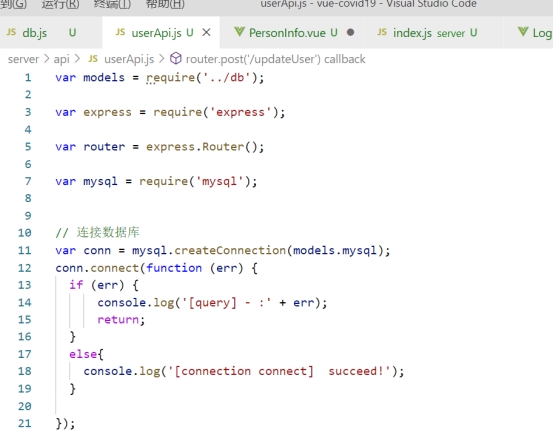 到(G) 运行(R) 终端(T) 帮助(H) userApi.js - vue-covid19 - Visual Studio Code
JS db.js U JS userApi.js U × PersonInfo.vue U ● JS index.js server U Log
server > api > JS userApi.js > router.post('/updateUser') callback
1 var models = require('../db');
2
3 var express = require('express');
4
5 var router = express.Router();
6
7 var mysql = require('mysql');
8
9
10 // 连接数据库
11 var conn = mysql.createConnection(models.mysql);
12 conn.connect(function (err) {
13 if (err) {
14 console.log('[query] - :' + err);
15 return;
16 }
17 else{
18 console.log('[connection connect]  succeed!');
19 }
20
21 });